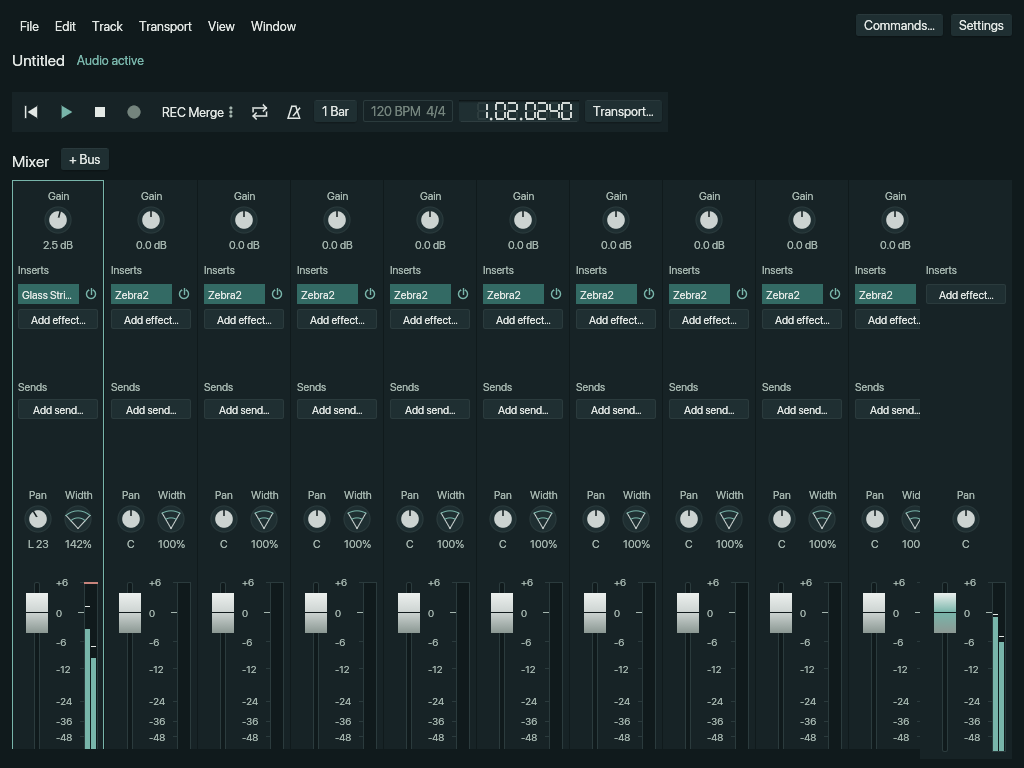 File Edit Track Transport View Window Commands... Settings
Untitled Audio active
REC Merge 1 Bar 120 BPM 4/4 1.02.0240 Transport...
Mixer + Bus
Gain Gain Gain Gain Gain Gain Gain Gain Gain Gain
2.5 dB 0.0 dB 0.0 dB 0.0 dB 0.0 dB 0.0 dB 0.0 dB 0.0 dB 0.0 dB 0.0 dB
Inserts Inserts Inserts Inserts Inserts Inserts Inserts Inserts Inserts Inserts Inserts
Glass Stri... Zebra2 Zebra2 Zebra2 Zebra2 Zebra2 Zebra2 Zebra2 Zebra2 Zebra2 Add effect...
Add effect... Add effect... Add effect... Add effect... Add effect... Add effect... Add effect... Add effect... Add effect... Add effect..
Sends Sends Sends Sends Sends Sends Sends Sends Sends Sends
Add send... Add send... Add send... Add send... Add send... Add send... Add send... Add send... Add send... Add send..
Pan Width Pan Width Pan Width Pan Width Pan Width Pan Width Pan Width Pan Width Pan Width Pan Wid Pan
L 23 142% C 100% C 100% C 100% C 100% C 100% C 100% C 100% C 100% C 100 C
+6 +6 +6 +6 +6 +6 +6 +6 +6 +6 +6
0 0 0 0 0 0 0 0 0 0 0
-6 -6 -6 -6 -6 -6 -6 -6 -6 -6 -6
-12 -12 -12 -12 -12 -12 -12 -12 -12 -12 -12
-24 -24 -24 -24 -24 -24 -24 -24 -24 -24 -24
-36 -36 -36 -36 -36 -36 -36 -36 -36 -36 -36
-48 -48 -48 -48 -48 -48 -48 -48 -48 -48 -48